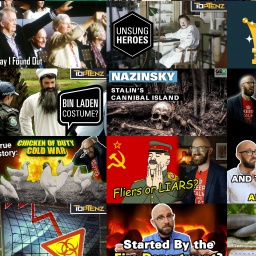 ay I Found Out
TOPTENZ
UNSUNG
HEROES
TOPTENZ
BIN LADEN
COSTUME?
NAZINSKY
STALIN'S
CANNIBAL ISLAND
True
Story:
CHICKEN OF DUTY
COLD WAR
Fliers or LIARS?
AND
TOPTENZ
Started By the